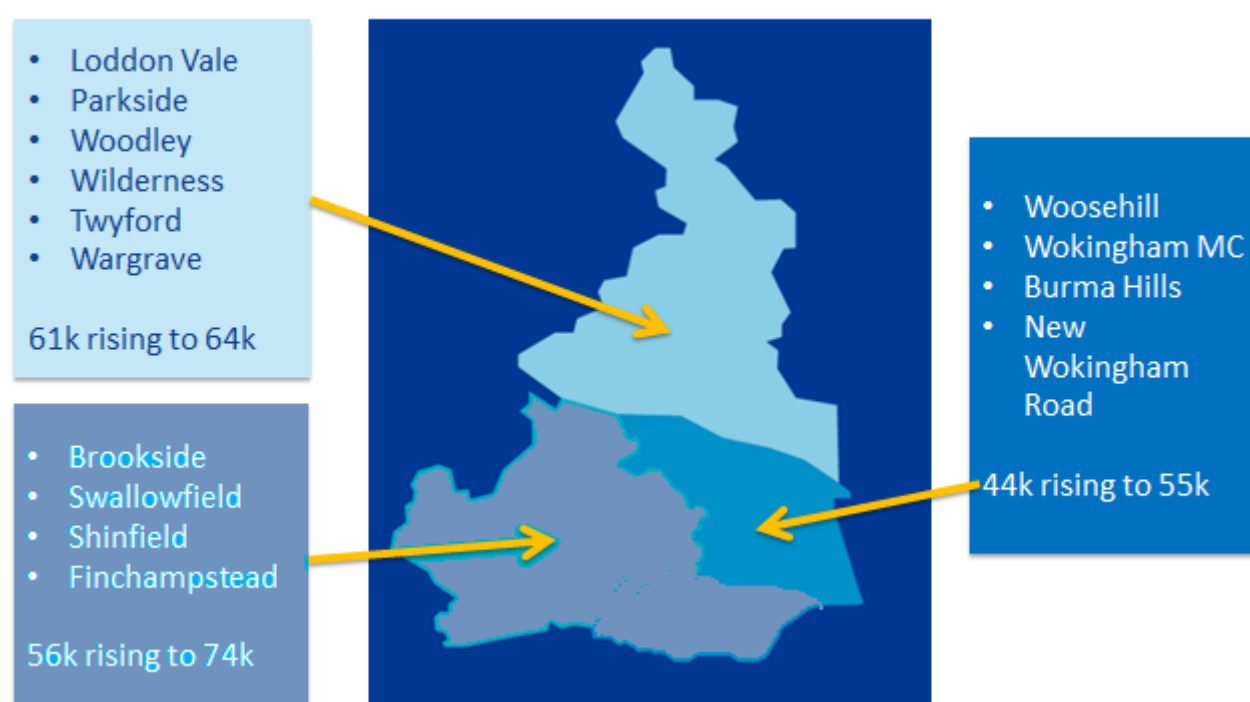 • Loddon Vale
• Parkside
• Woodley
• Wilderness
• Twyford
• Wargrave
61k rising to 64k
• Brookside
• Swallowfield
• Shinfield
• Finchampstead
56k rising to 74k
• Woosehill
• Wokingham MC
• Burma Hills
• New
Wokingham
Road
44k rising to 55k